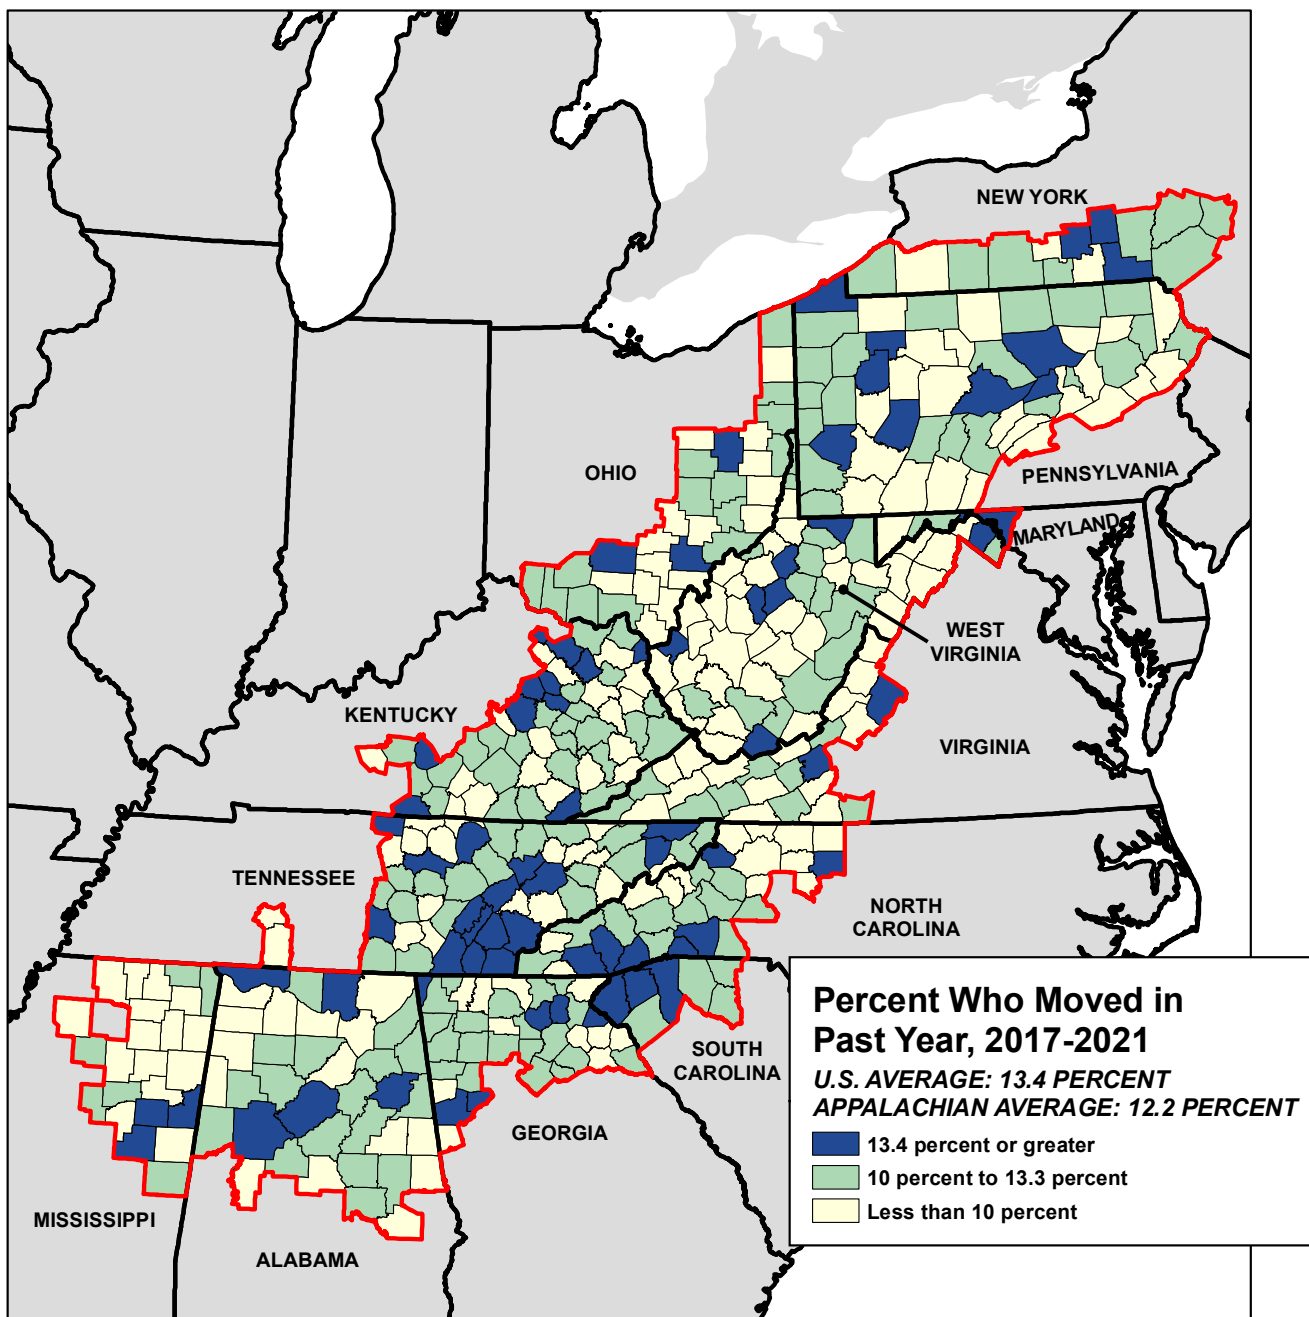 NEW YORK
OHIO
PENNSYLVANIA
MARYLAND
WEST
VIRGINIA
KENTUCKY
VIRGINIA
TENNESSEE
NORTH
CAROLINA
SOUTH
CAROLINA
GEORGIA
MISSISSIPPI
ALABAMA
Percent Who Moved in
Past Year, 2017-2021
U.S. AVERAGE: 13.4 PERCENT
APPALACHIAN AVERAGE: 12.2 PERCENT
13.4 percent or greater
10 percent to 13.3 percent
Less than 10 percent